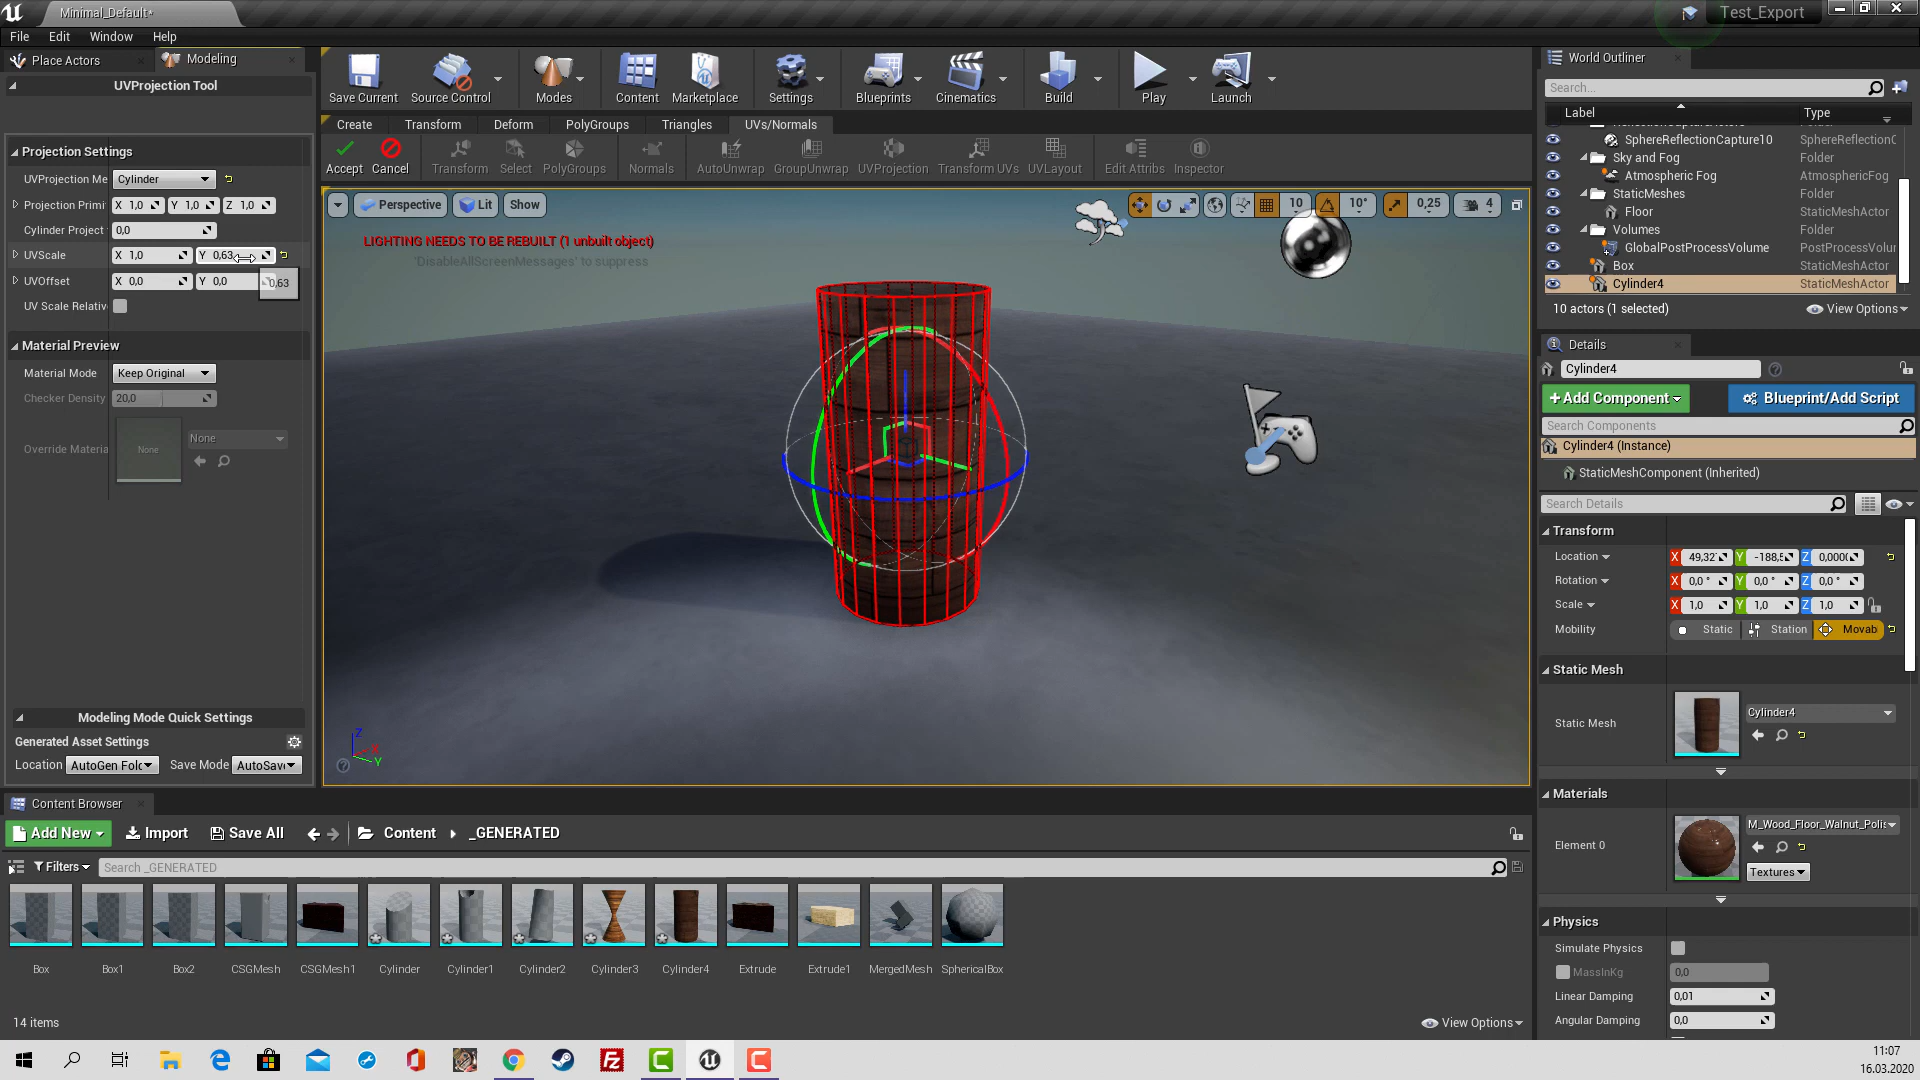 Minimal_Default*
Test_Export
File Edit Window Help
Place Actors
Modeling
UVProjection Tool
Projection Settings
UVProjection Me Cylinder
Projection Primi X 1,0 Y 1,0 Z 1,0
Cylinder Project 0,0
UVScale X 1,0 Y 0,63
UVOffset X 0,0 Y 0,0
0,63
UV Scale Relativ
Material Preview
Material Mode Keep Original
Checker Density 20,0
Override Materia None None
Modeling Mode Quick Settings
Generated Asset Settings
Location AutoGen Fold Save Mode AutoSav
Save Current Source Control Modes Content Marketplace Settings Blueprints Cinematics Build Play Launch
Create Transform Deform PolyGroups Triangles UVs/Normals
Accept Cancel Transform Select PolyGroups Normals AutoUnwrap GroupUnwrap UVProjection Transform UVs UVLayout Edit Attribs Inspector
Perspective Lit Show 10 10° 0,25 4
LIGHTING NEEDS TO BE REBUILT (1 unbuilt object)
'DisableAllScreenMessages' to suppress
Z X Y
World Outliner
Search...
Label Type
SphereReflectionCapture10 SphereReflectionC
Sky and Fog Folder
Atmospheric Fog AtmosphericFog
StaticMeshes Folder
Floor StaticMeshActor
Volumes Folder
GlobalPostProcessVolume PostProcessVolur
Box StaticMeshActor
Cylinder4 StaticMeshActor
10 actors (1 selected) View Options
Details
Cylinder4
+Add Component Blueprint/Add Script
Search Components
Cylinder4 (Instance)
StaticMeshComponent (Inherited)
Search Details
Transform
Location X 49,32 Y -188, Z 0,000
Rotation X 0,0 ° Y 0,0 ° Z 0,0 °
Scale X 1,0 Y 1,0 Z 1,0
Mobility Static Station Movab
Static Mesh
Static Mesh Cylinder4
Materials
Element 0 M_Wood_Floor_Walnut_Polis
Textures
Physics
Simulate Physics
MassInKg 0,0
Linear Damping 0,01
Angular Damping 0,0
Content Browser
Add New Import Save All Content _GENERATED
Filters Search _GENERATED
Box Box1 Box2 CSGMesh CSGMesh1 Cylinder Cylinder1 Cylinder2 Cylinder3 Cylinder4 Extrude Extrude1 MergedMesh SphericalBox
14 items View Options
11:07
16.03.2020